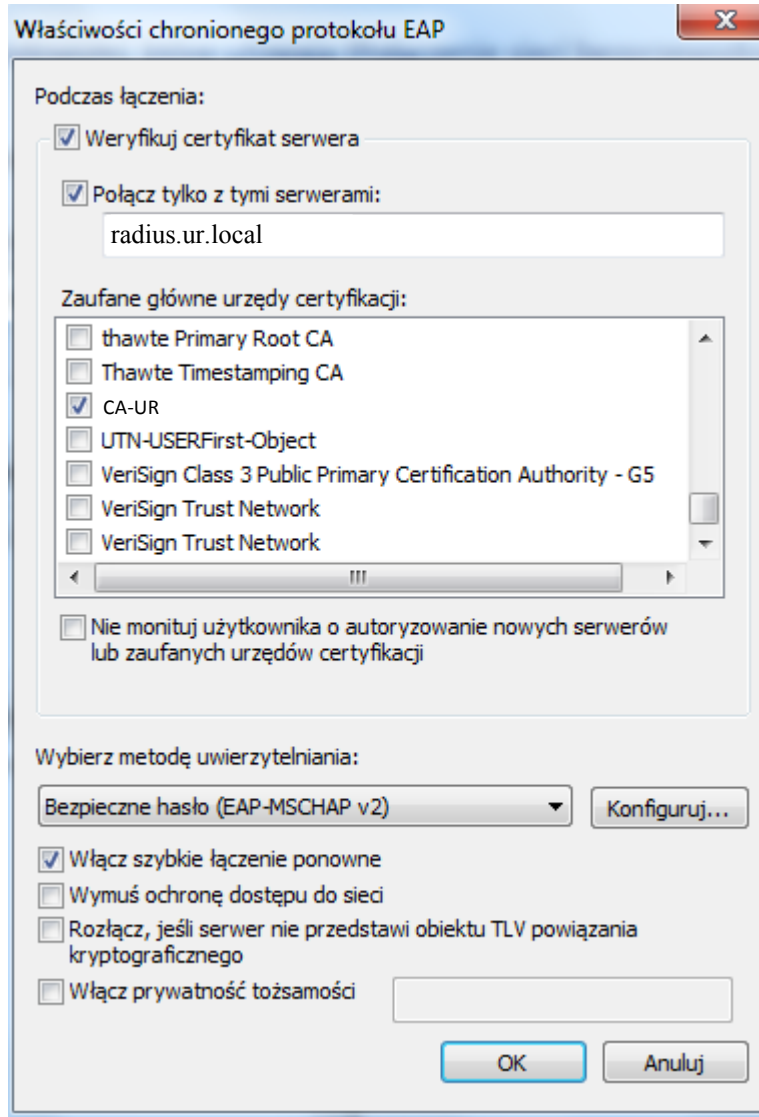 Właściwości chronionego protokołu EAP
Podczas łączenia:
Weryfikuj certyfikat serwera
Połącz tylko z tymi serwerami:
radius.ur.local
Zaufane główne urzędy certyfikacji:
thawte Primary Root CA
Thawte Timestamping CA
CA-UR
UTN-USERFirst-Object
VeriSign Class 3 Public Primary Certification Authority - G5
VeriSign Trust Network
VeriSign Trust Network
Nie monituj użytkownika o autoryzowanie nowych serwerów
lub zaufanych urzędów certyfikacji
Wybierz metodę uwierzytelniania:
Bezpieczne hasło (EAP-MSCHAP v2)
Konfiguruj...
Włącz szybkie łączenie ponowne
Wymuś ochronę dostępu do sieci
Rozłącz, jeśli serwer nie przedstawi obiektu TLV powiązania
kryptograficznego
Włącz prywatność tożsamości
OK
Anuluj